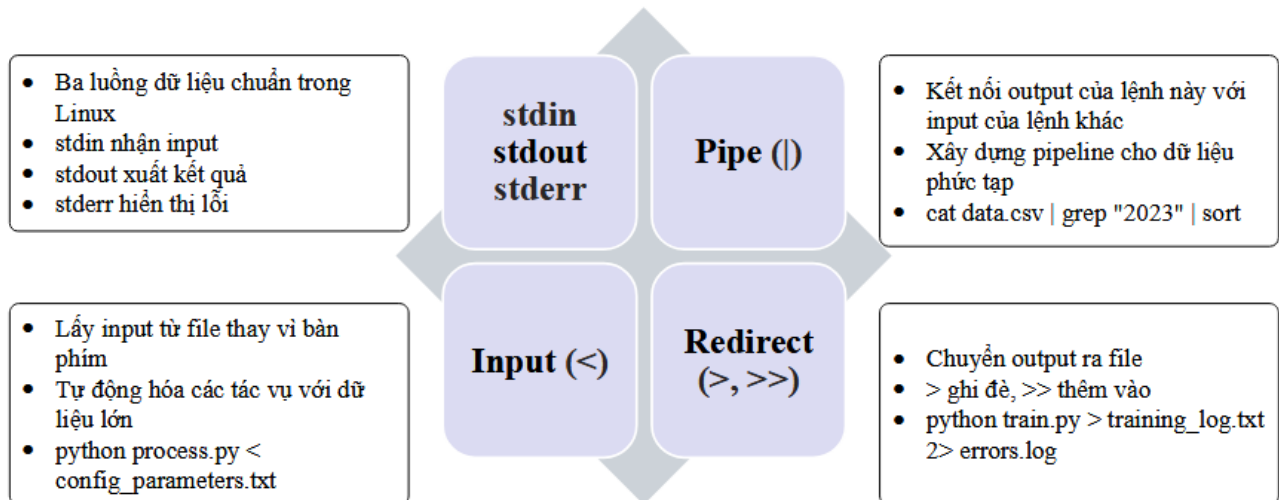 • Ba luồng dữ liệu chuẩn trong
Linux
• stdin nhận input
• stdout xuất kết quả
• stderr hiển thị lỗi
stdin
stdout
stderr
Pipe (|)
• Kết nối output của lệnh này với
input của lệnh khác
• Xây dựng pipeline cho dữ liệu
phức tạp
• cat data.csv | grep "2023" | sort
• Lấy input từ file thay vì bàn
phím
• Tự động hóa các tác vụ với dữ
liệu lớn
• python process.py <
config_parameters.txt
Input (<)
Redirect
(>, >>)
• Chuyển output ra file
• > ghi đè, >> thêm vào
• python train.py > training_log.txt
2> errors.log